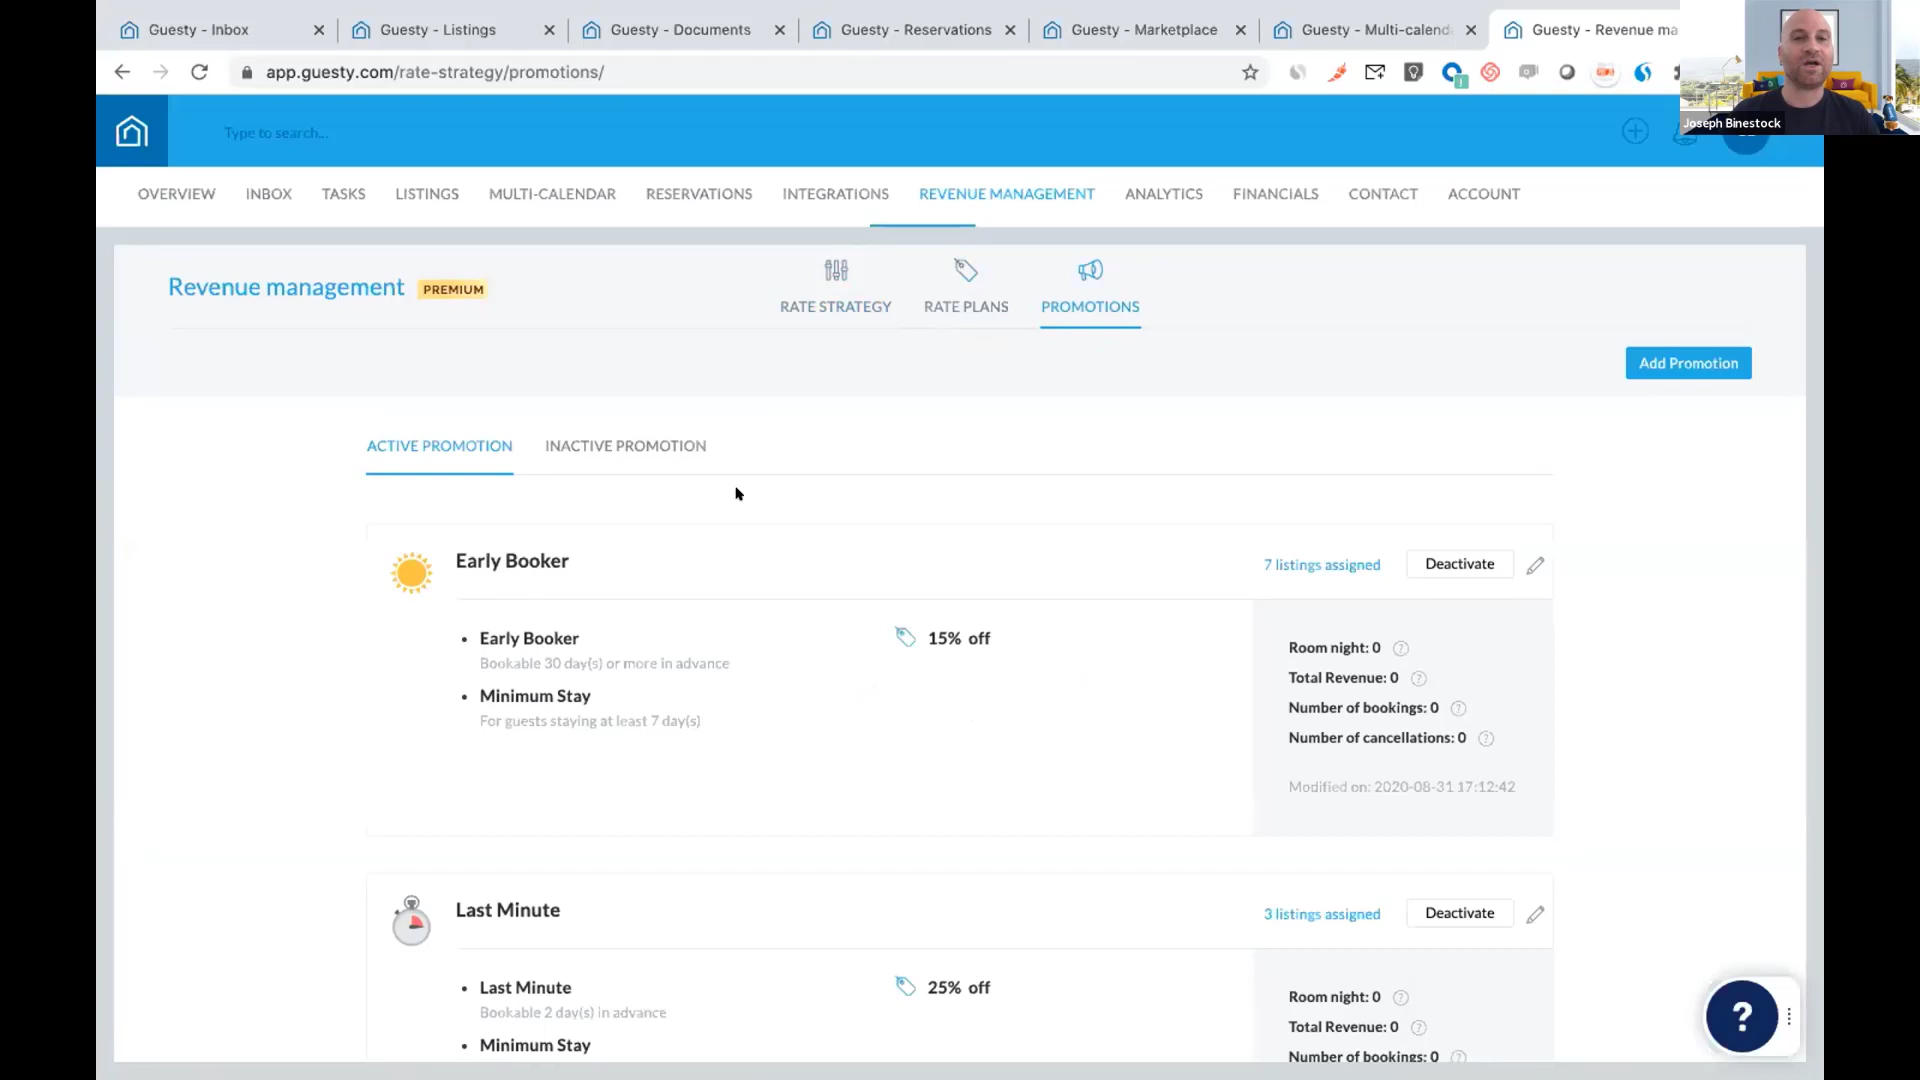 Guesty - Inbox
Guesty - Listings
Guesty - Documents
Guesty - Reservations
Guesty - Marketplace
Guesty - Multi-calend
Guesty - Revenue ma
app.guesty.com/rate-strategy/promotions/
Joseph Binestock
Type to search...
OVERVIEW INBOX TASKS LISTINGS MULTI-CALENDAR RESERVATIONS INTEGRATIONS REVENUE MANAGEMENT ANALYTICS FINANCIALS CONTACT ACCOUNT
Revenue management PREMIUM
RATE STRATEGY RATE PLANS PROMOTIONS
Add Promotion
ACTIVE PROMOTION INACTIVE PROMOTION
Early Booker
7 listings assigned
Deactivate
Early Booker
Bookable 30 day(s) or more in advance
Minimum Stay
For guests staying at least 7 day(s)
15% off
Room night: 0 ?
Total Revenue: 0 ?
Number of bookings: 0 ?
Number of cancellations: 0 ?
Modified on: 2020-08-31 17:12:42
Last Minute
3 listings assigned
Deactivate
Last Minute
Bookable 2 day(s) in advance
Minimum Stay
25% off
Room night: 0 ?
Total Revenue: 0 ?
Number of bookings: 0 ?
?